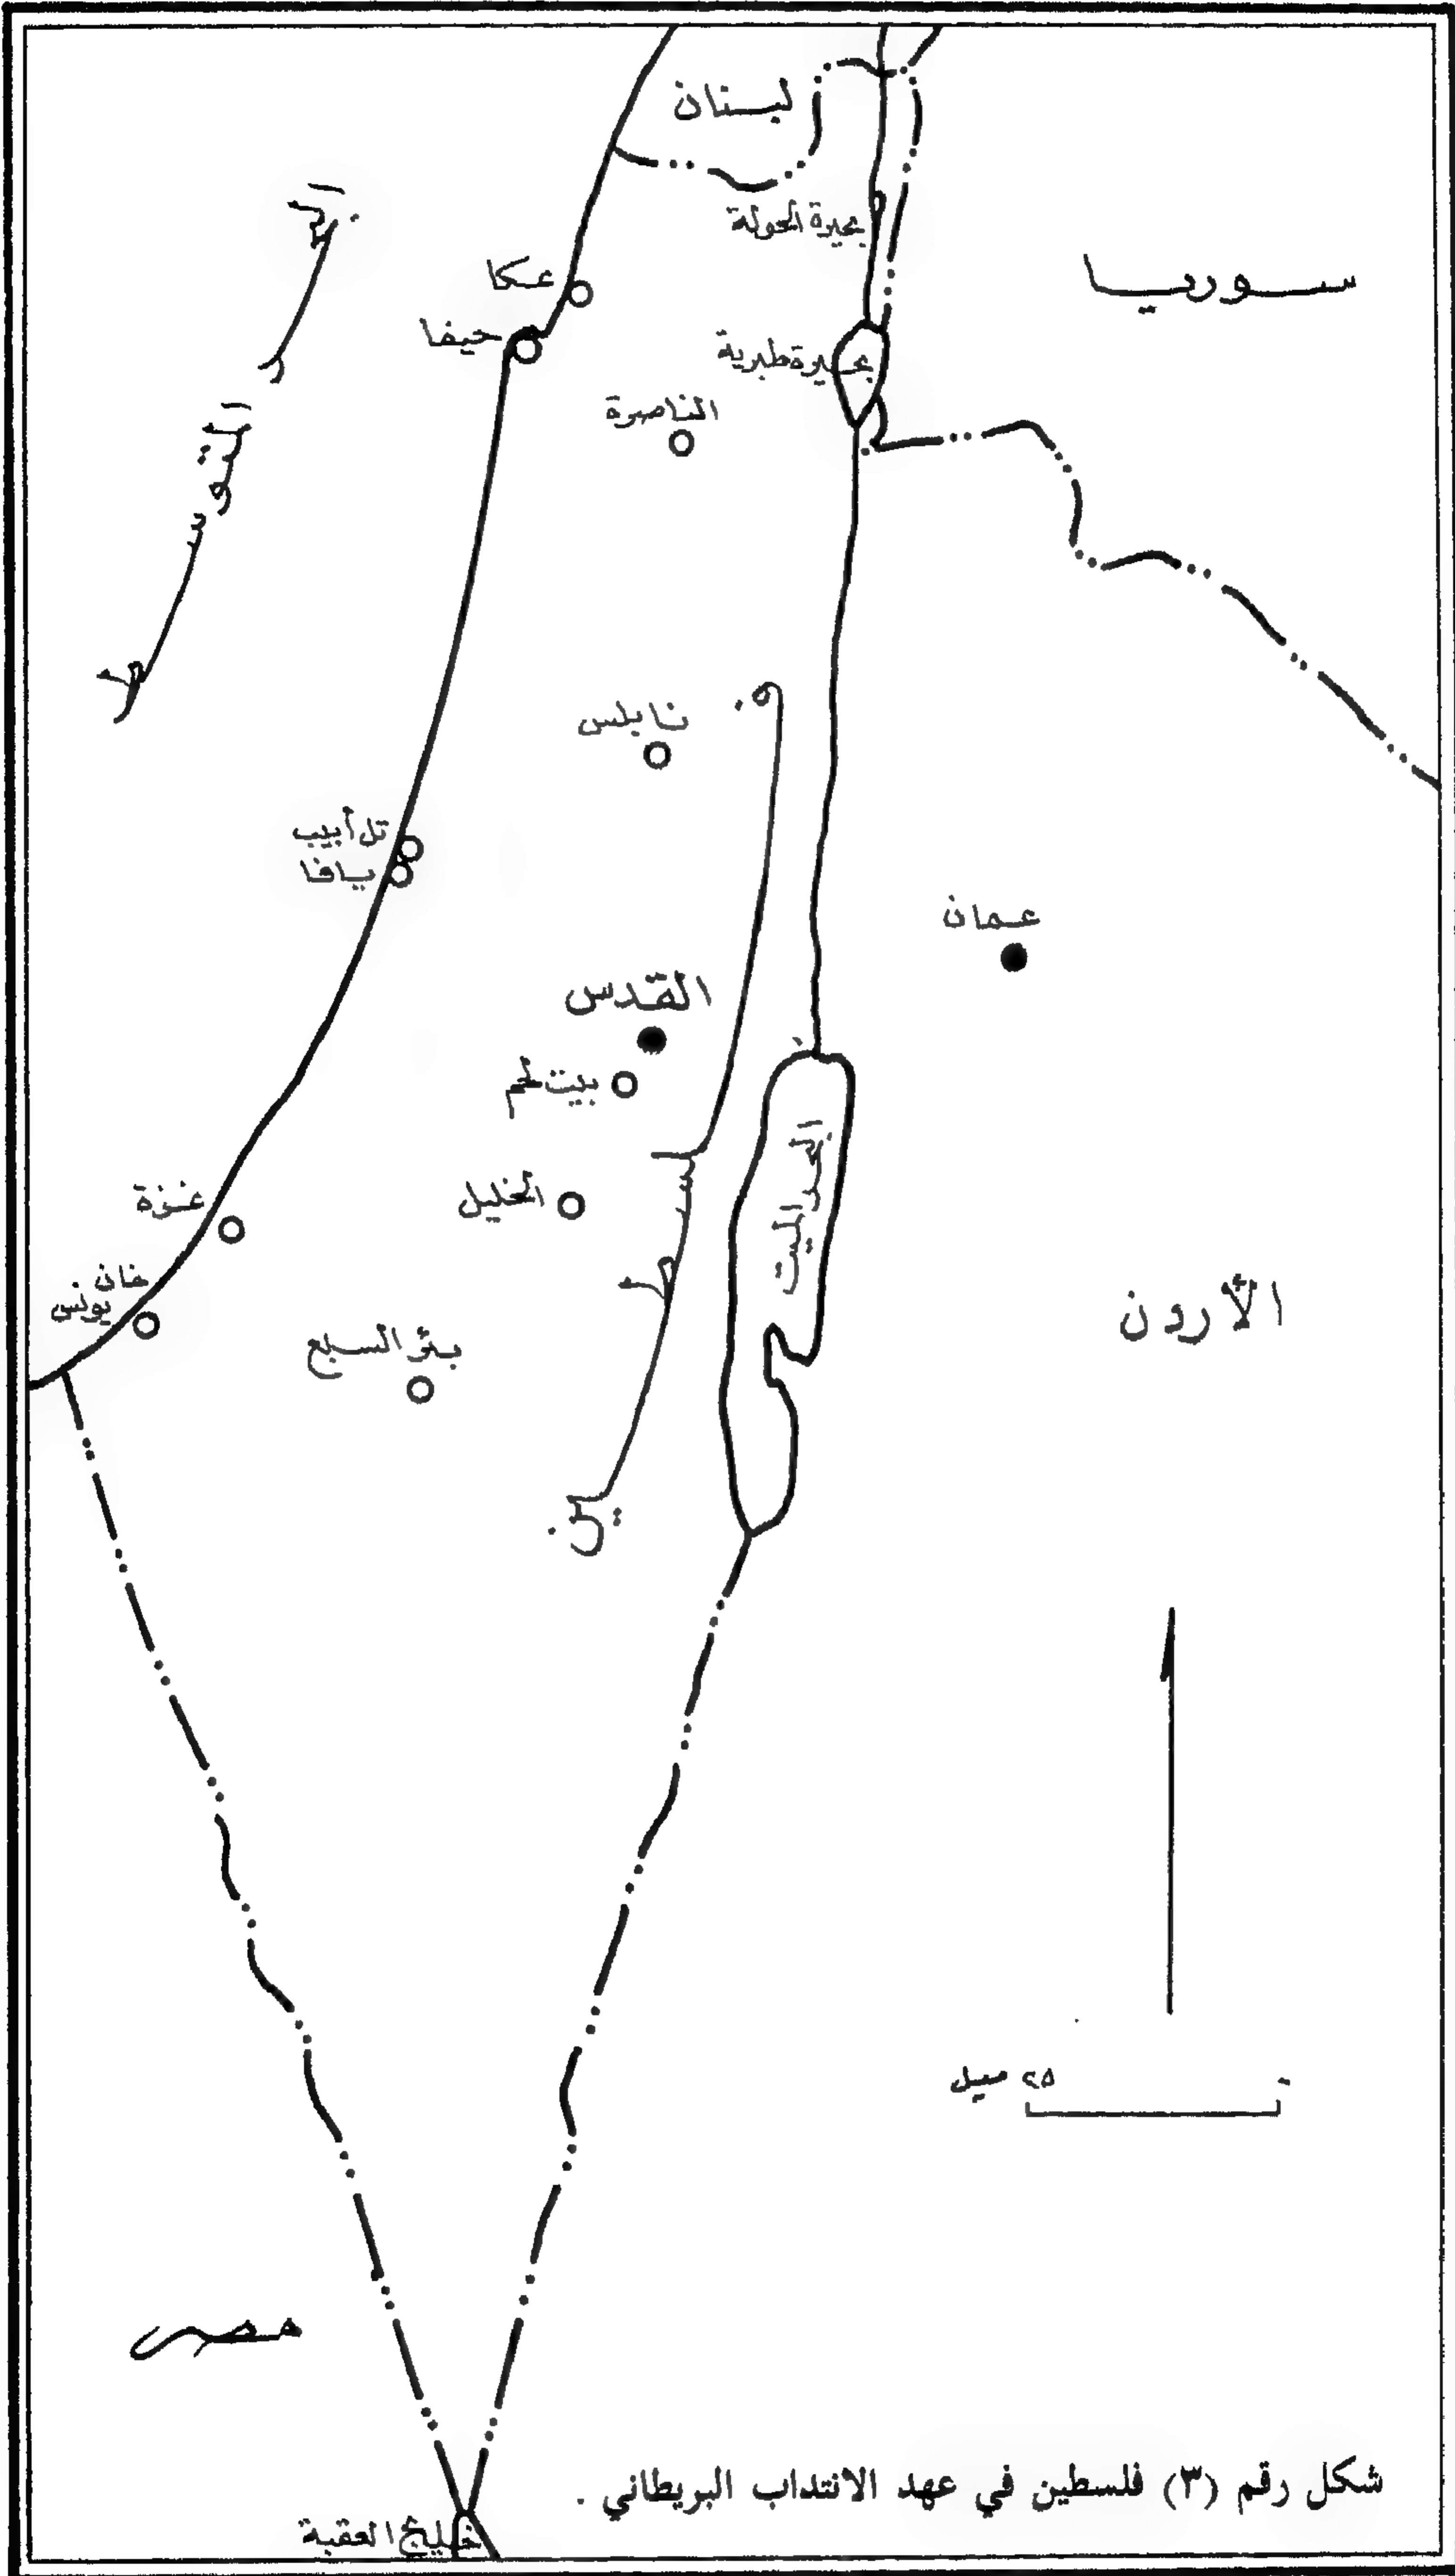 لبنان
بحيرة الحولة
سوريا
البحر المتوسط
عكا
حيفا
بحيرة طبرية
الناصرة
نابلس
فلسطين
تل أبيب
يافا
عمان
القدس
بيت لحم
البحر الميت
الخليل
غزة
خان
يونس
بئر السبع
الأردن
٢٥ ميل
مصر
شكل رقم (٣) فلسطين في عهد الانتداب البريطاني .
خليج العقبة